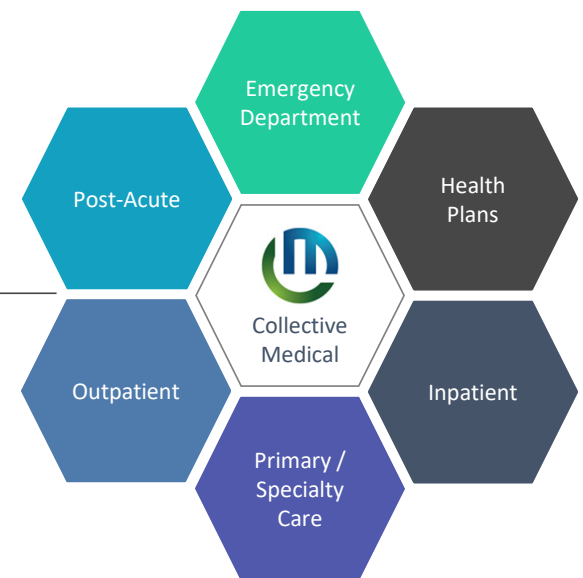 Emergency
Department
Post-Acute
Health
Plans
Collective
Medical
Outpatient
Inpatient
Primary /
Specialty
Care